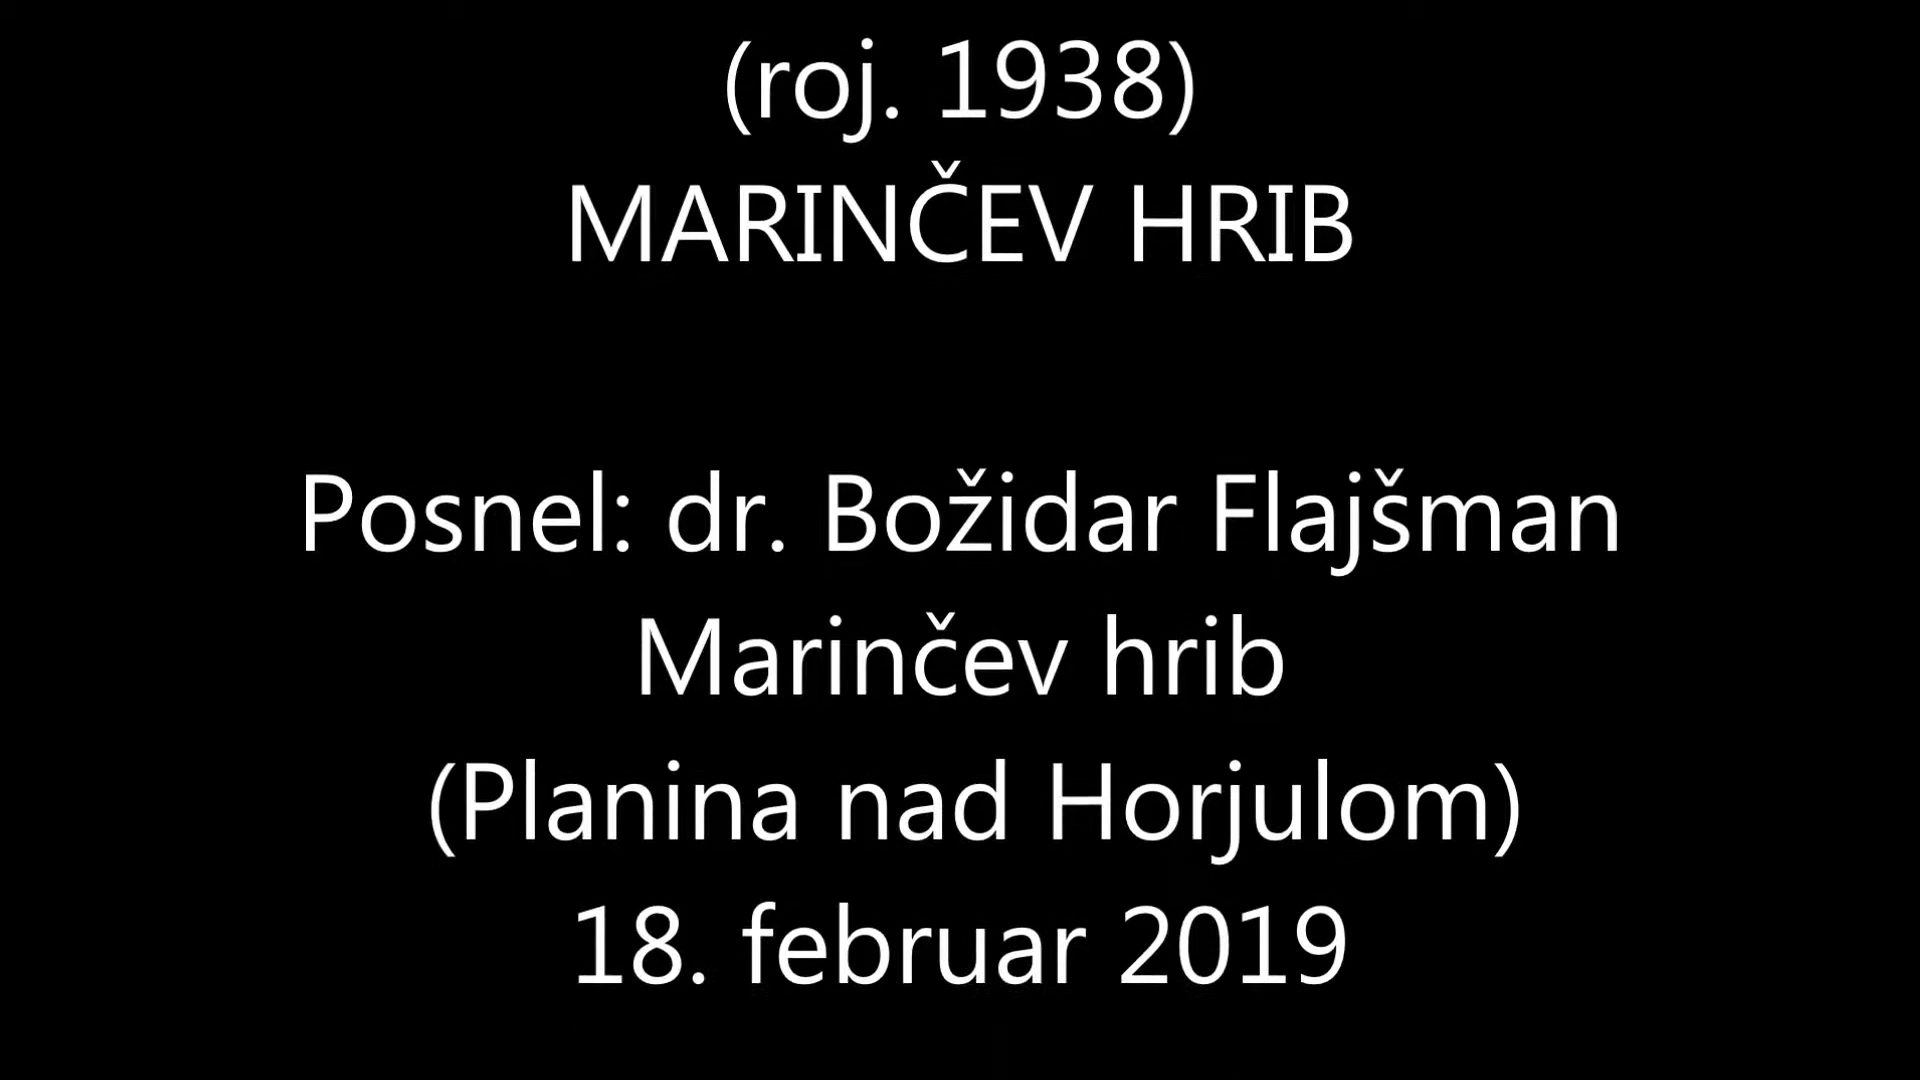 (roj. 1938)
MARINČEV HRIB
Posnel: dr. Božidar Flajšman
Marinčev hrib
(Planina nad Horjulom)
18. februar 2019